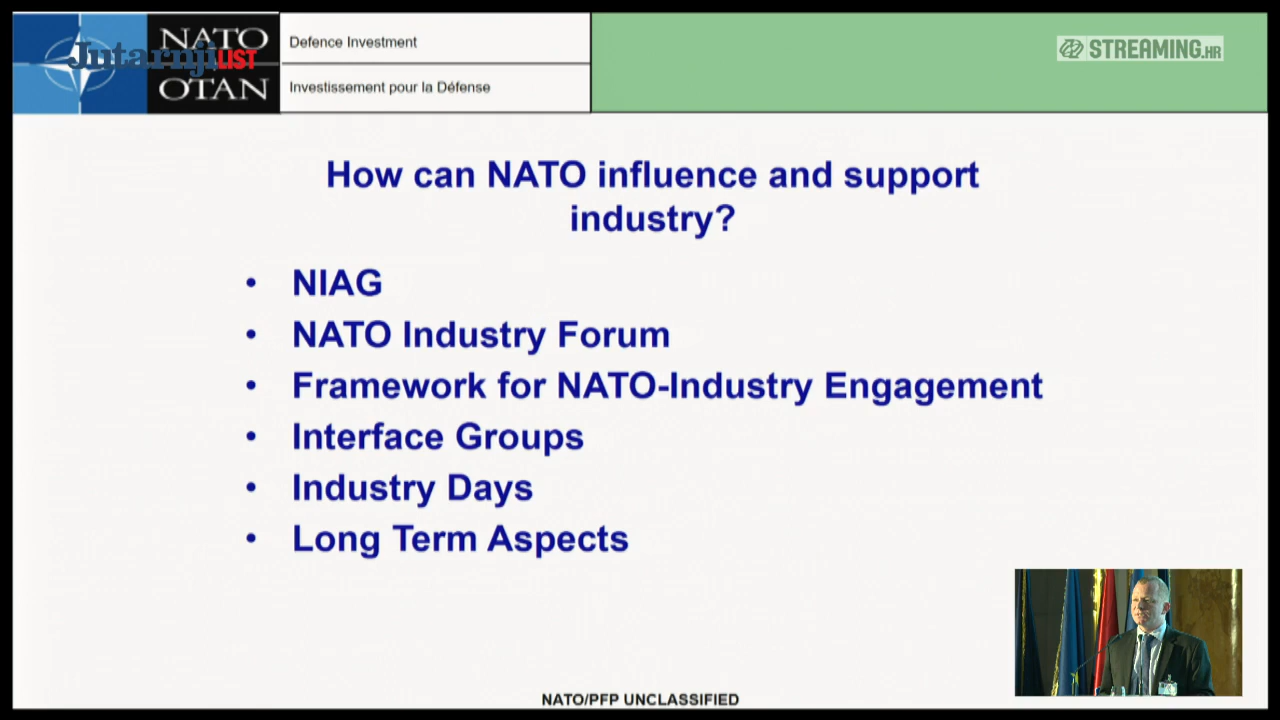 NATO
OTAN
Jutarnji LIST
Defence Investment
Investissement pour la Défense
STREAMING.HR
How can NATO influence and support
industry?
• NIAG
• NATO Industry Forum
• Framework for NATO-Industry Engagement
• Interface Groups
• Industry Days
• Long Term Aspects
NATO/PFP UNCLASSIFIED